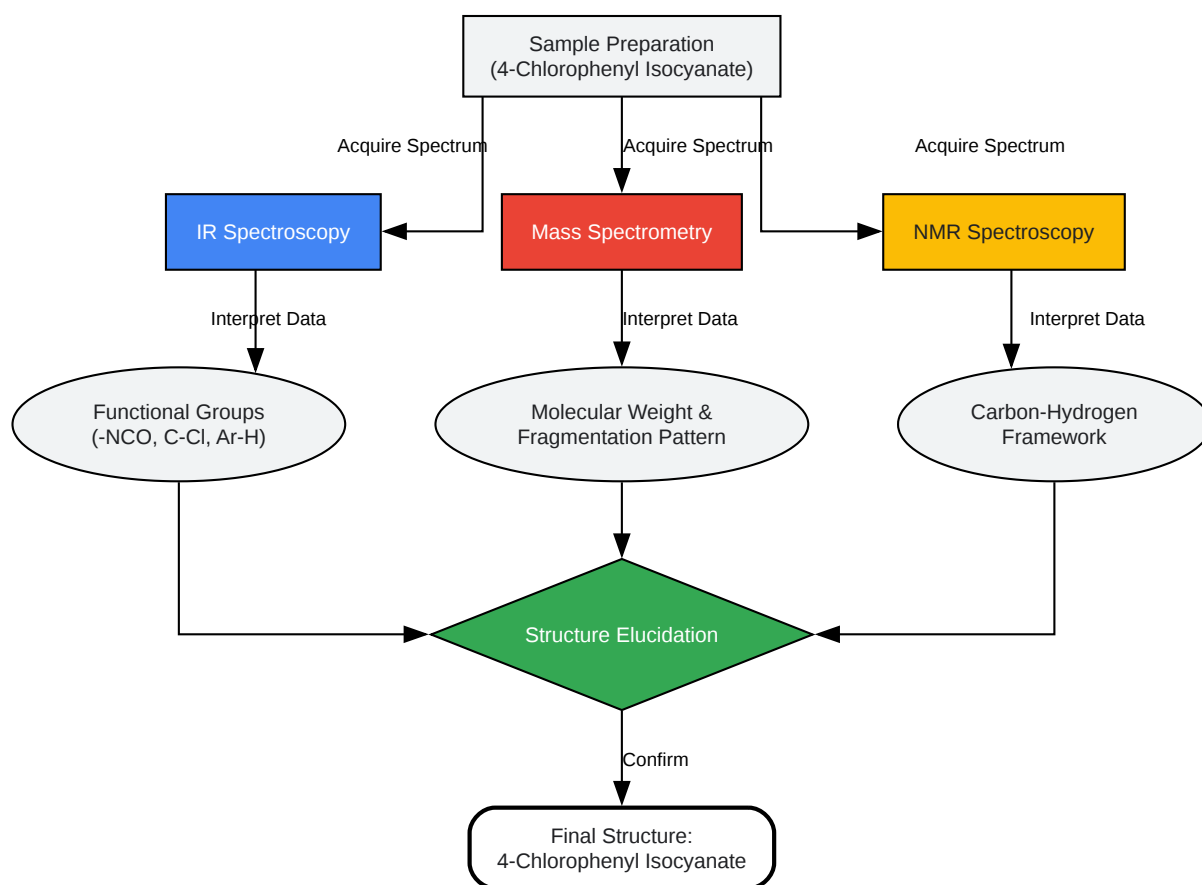 Sample Preparation
(4-Chlorophenyl Isocyanate)
Acquire Spectrum
Acquire Spectrum
Acquire Spectrum
IR Spectroscopy
Mass Spectrometry
NMR Spectroscopy
Interpret Data
Interpret Data
Interpret Data
Functional Groups
(-NCO, C-Cl, Ar-H)
Molecular Weight &
Fragmentation Pattern
Carbon-Hydrogen
Framework
Structure Elucidation
Confirm
Final Structure:
4-Chlorophenyl Isocyanate